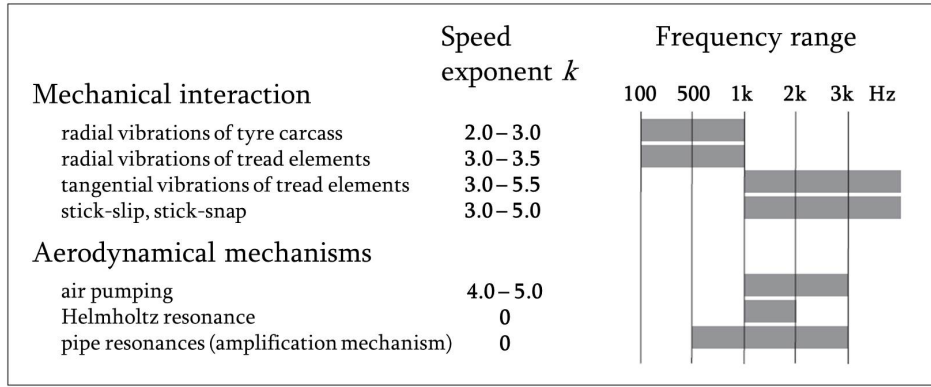 Speed exponent k
Frequency range
Mechanical interaction
100 500 1k 2k 3k Hz
radial vibrations of tyre carcass 2.0 – 3.0
radial vibrations of tread elements 3.0 – 3.5
tangential vibrations of tread elements 3.0 – 5.5
stick-slip, stick-snap 3.0 – 5.0
Aerodynamical mechanisms
air pumping 4.0 – 5.0
Helmholtz resonance 0
pipe resonances (amplification mechanism) 0